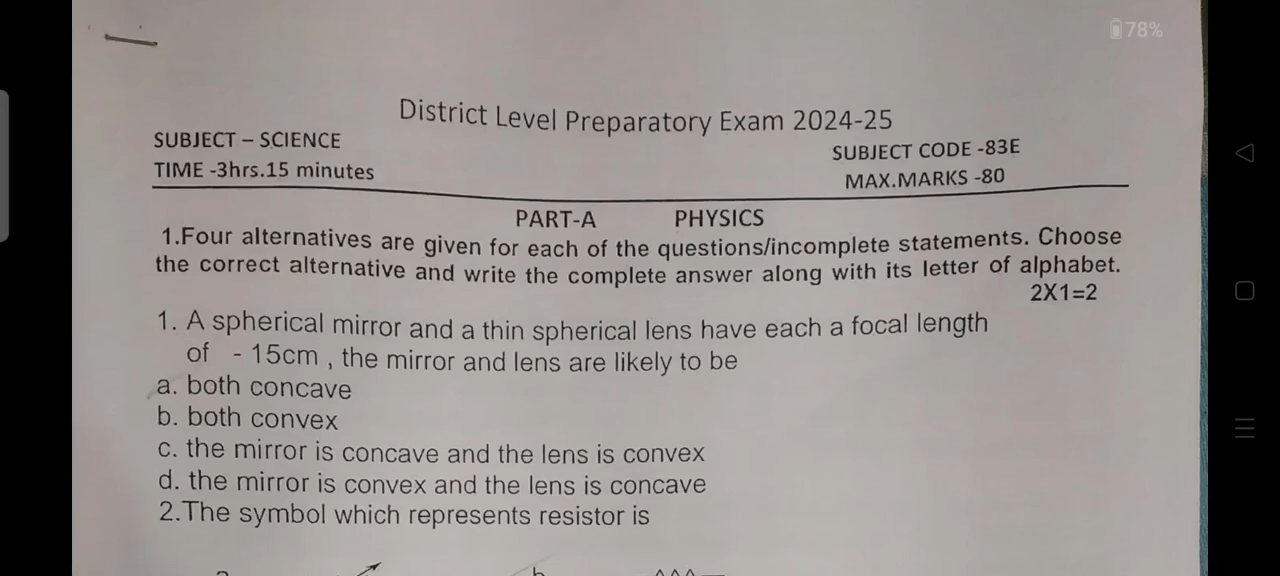 78%
District Level Preparatory Exam 2024-25
SUBJECT – SCIENCE
SUBJECT CODE -83E
TIME -3hrs.15 minutes
MAX.MARKS -80
PART-A PHYSICS
1.Four alternatives are given for each of the questions/incomplete statements. Choose
the correct alternative and write the complete answer along with its letter of alphabet.
2X1=2
1. A spherical mirror and a thin spherical lens have each a focal length
of - 15cm , the mirror and lens are likely to be
a. both concave
b. both convex
c. the mirror is concave and the lens is convex
d. the mirror is convex and the lens is concave
2.The symbol which represents resistor is